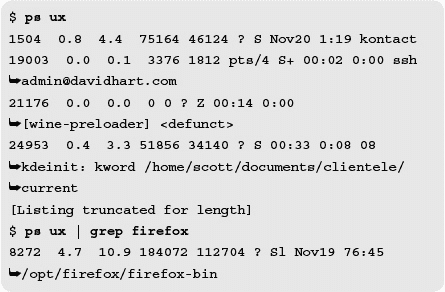 $ ps ux
1504 0.8 4.4 75164 46124 ? S Nov20 1:19 kontact
19003 0.0 0.1 3376 1812 pts/4 S+ 00:02 0:00 ssh
➥admin@davidhart.com
21176 0.0 0.0 0 0 ? Z 00:14 0:00
➥[wine-preloader] <defunct>
24953 0.4 3.3 51856 34140 ? S 00:33 0:08 08
➥kdeinit: kword /home/scott/documents/clientele/
➥current
[Listing truncated for length]
$ ps ux | grep firefox
8272 4.7 10.9 184072 112704 ? Sl Nov19 76:45
➥/opt/firefox/firefox-bin